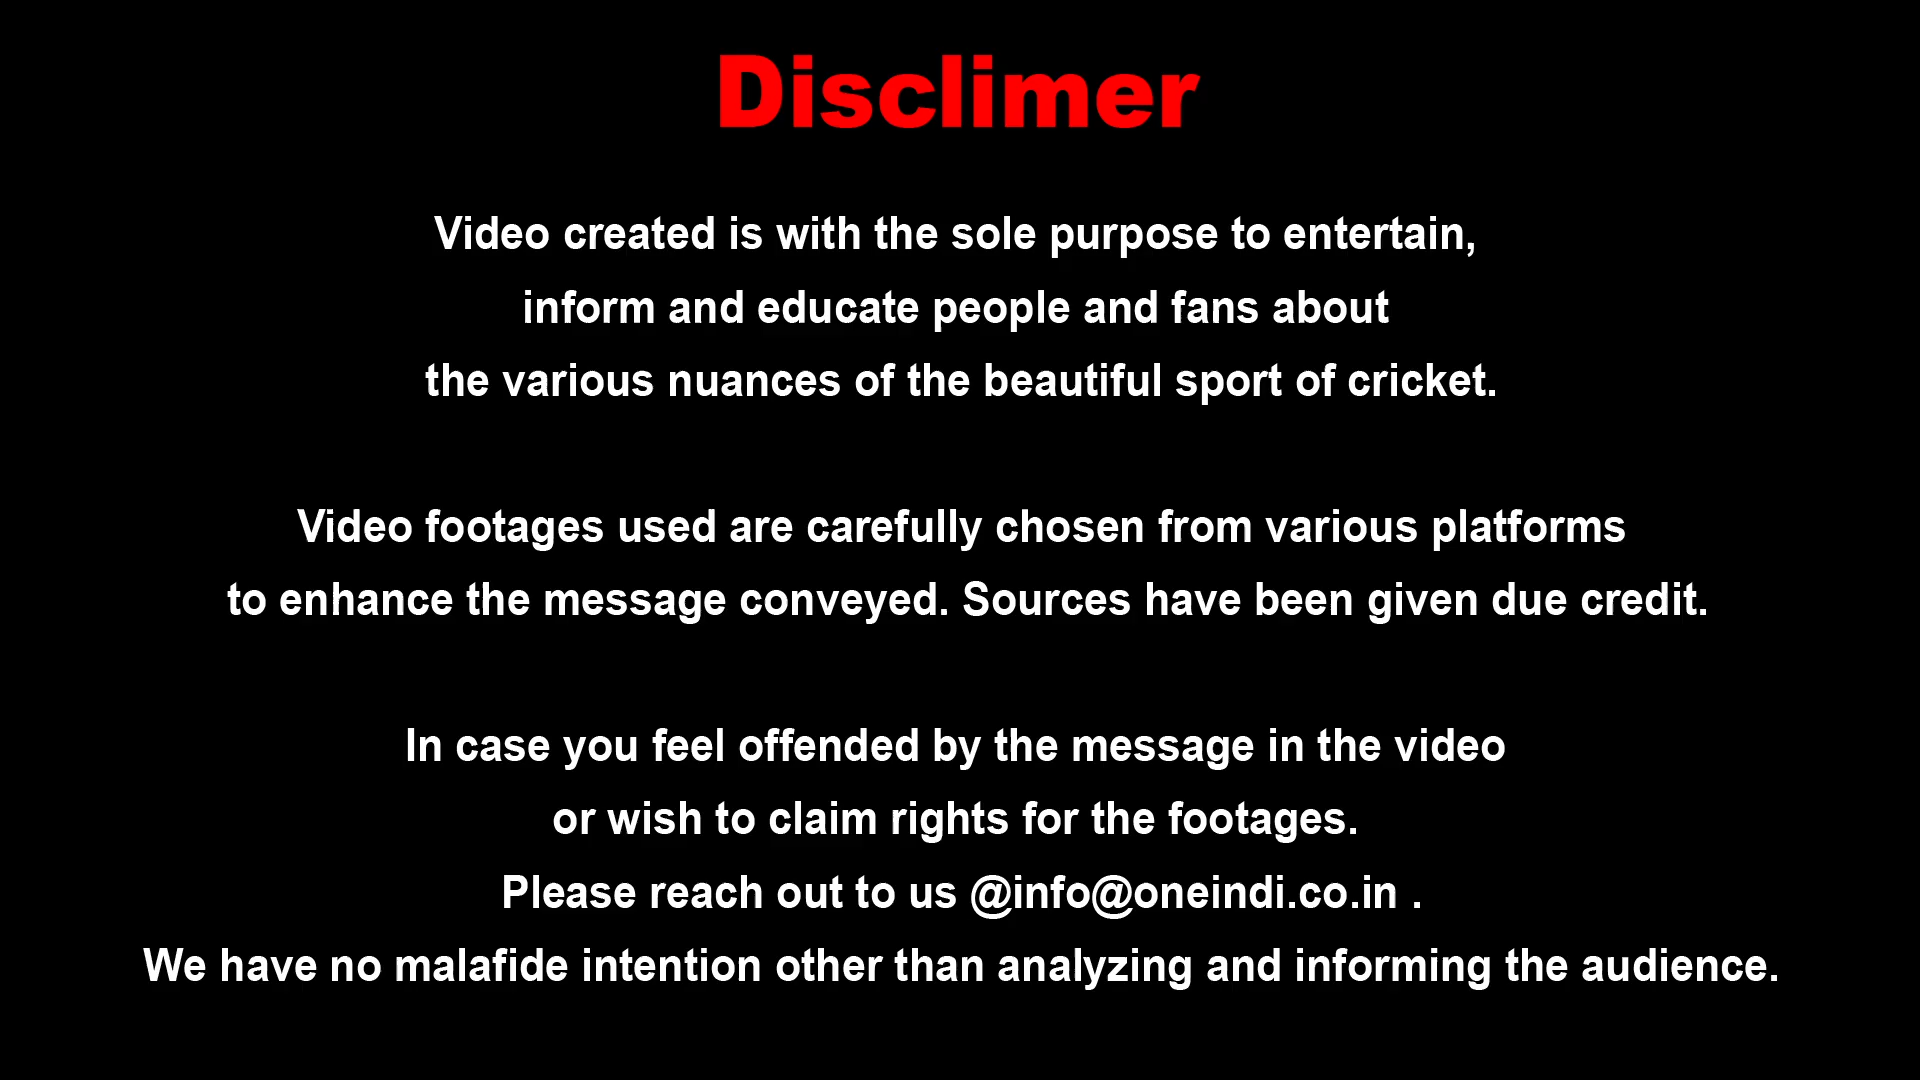 Disclimer
Video created is with the sole purpose to entertain,
inform and educate people and fans about
the various nuances of the beautiful sport of cricket.
Video footages used are carefully chosen from various platforms
to enhance the message conveyed. Sources have been given due credit.
In case you feel offended by the message in the video
or wish to claim rights for the footages.
Please reach out to us @info@oneindi.co.in .
We have no malafide intention other than analyzing and informing the audience.